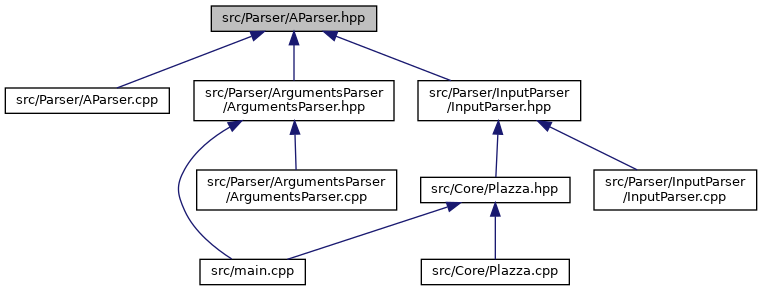 src/Parser/AParser.hpp
src/Parser/AParser.cpp
src/Parser/ArgumentsParser
/ArgumentsParser.hpp
src/Parser/InputParser
/InputParser.hpp
src/Parser/ArgumentsParser
/ArgumentsParser.cpp
src/Core/Plazza.hpp
src/Parser/InputParser
/InputParser.cpp
src/main.cpp
src/Core/Plazza.cpp